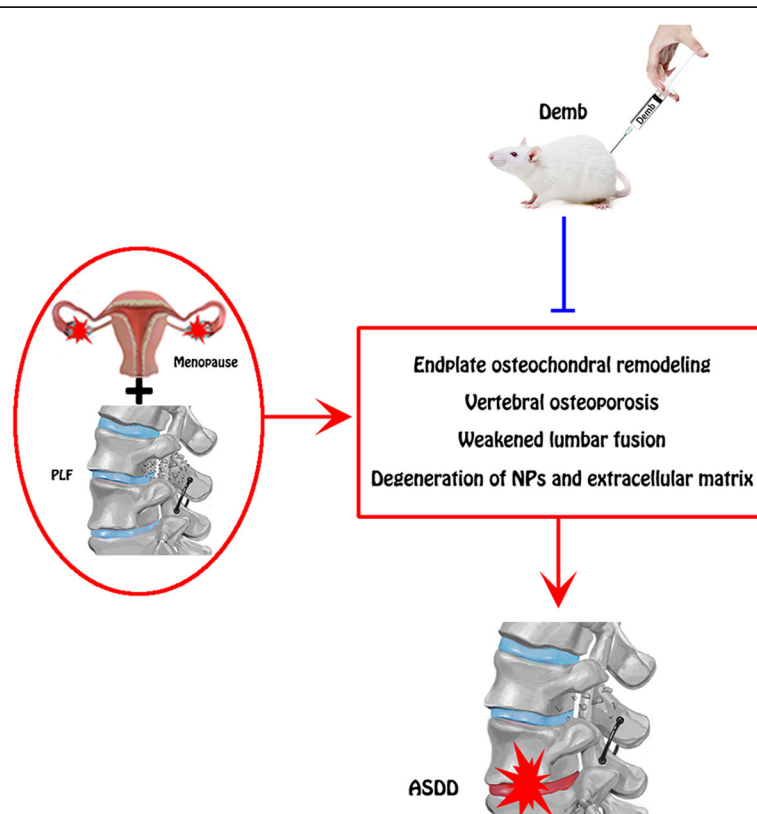 Demb
Demb
Menopause
+
PLF
Endplate osteochondral remodeling
Vertebral osteoporosis
Weakened lumbar fusion
Degeneration of NPs and extracellular matrix
ASDD